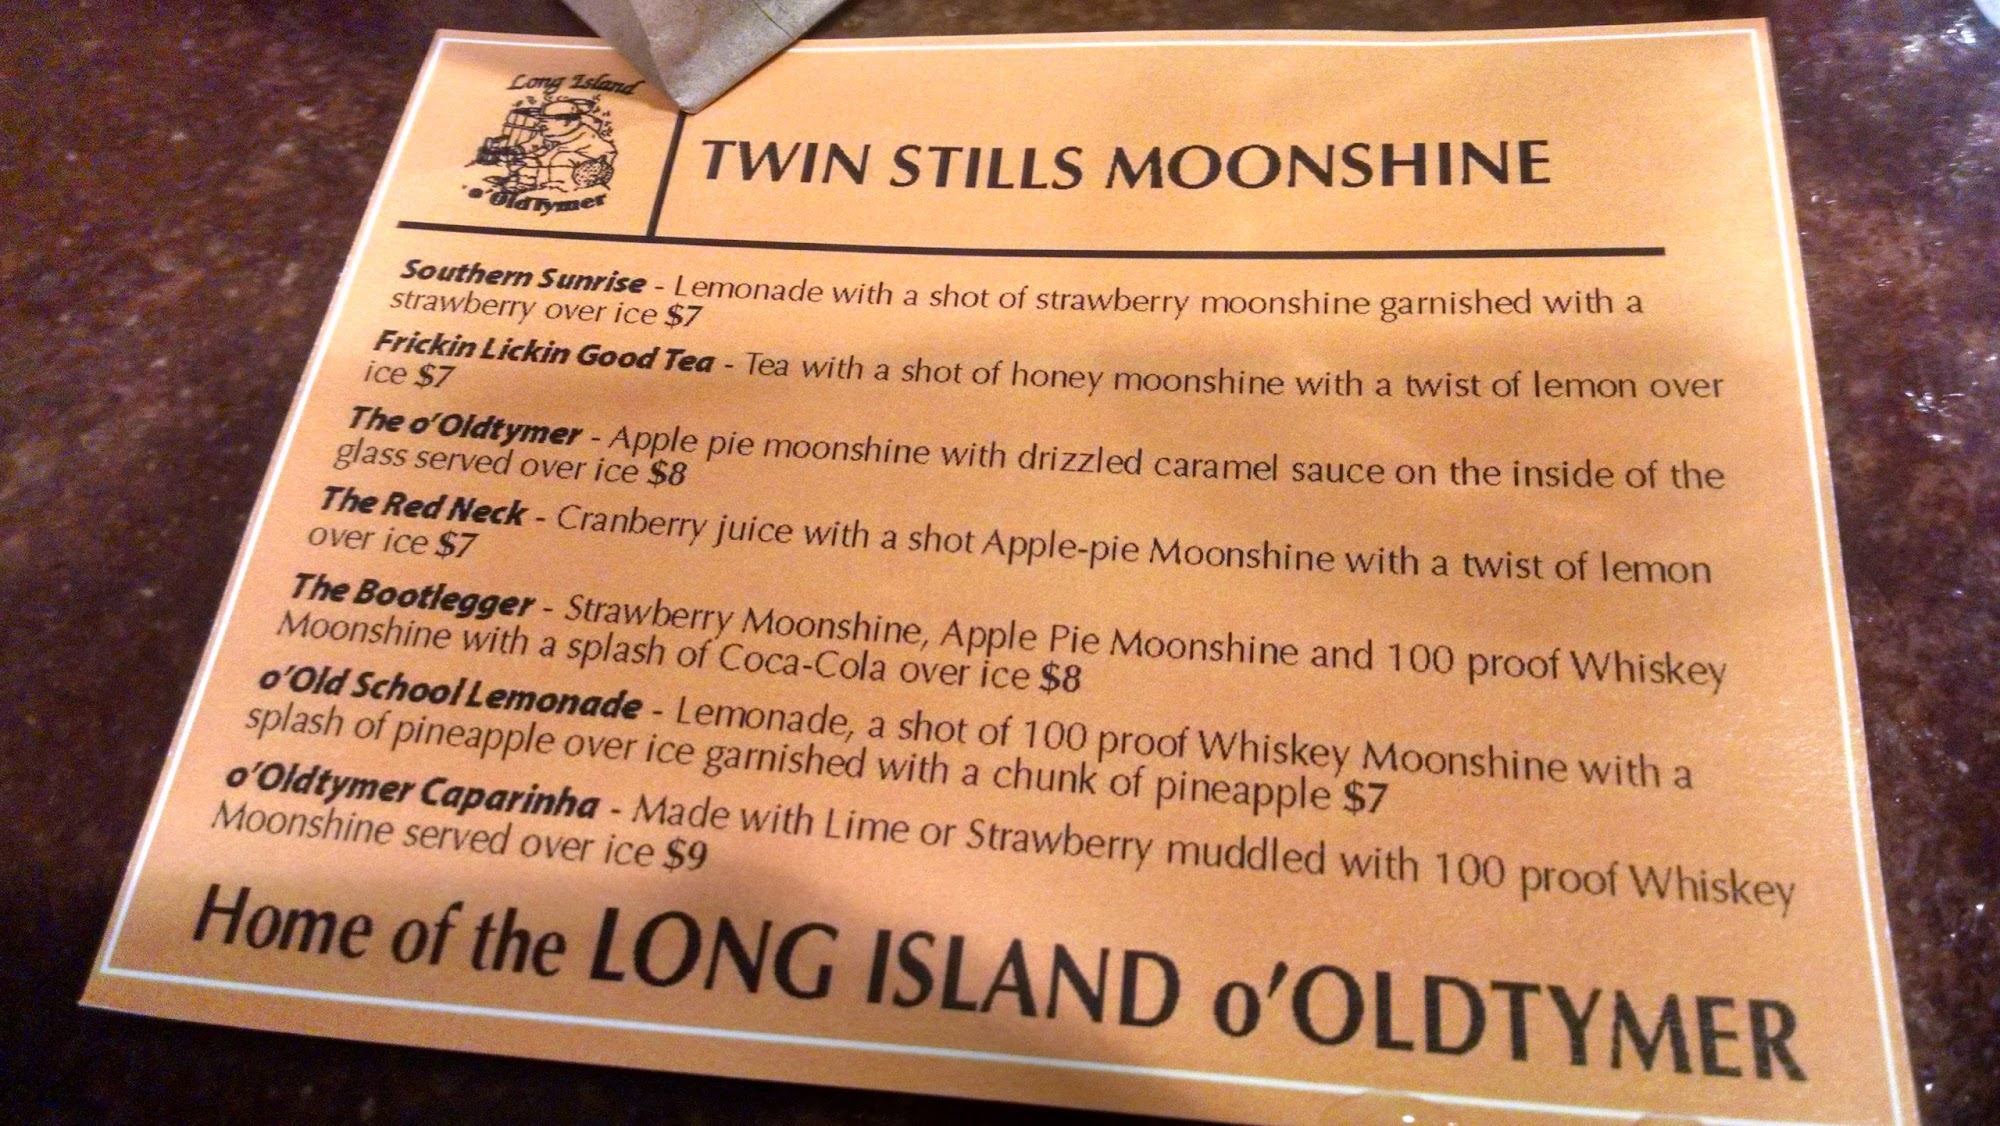 Long Island
'o'OldTymer
TWIN STILLS MOONSHINE
Southern Sunrise - Lemonade with a shot of strawberry moonshine garnished with a
strawberry over ice $7
Frickin Lickin Good Tea - Tea with a shot of honey moonshine with a twist of lemon over
ice $7
The o'Oldtymer - Apple pie moonshine with drizzled caramel sauce on the inside of the
glass served over ice $8
The Red Neck - Cranberry juice with a shot Apple-pie Moonshine with a twist of lemon
over ice $7
The Bootlegger - Strawberry Moonshine, Apple Pie Moonshine and 100 proof Whiskey
Moonshine with a splash of Coca-Cola over ice $8
o'Old School Lemonade - Lemonade, a shot of 100 proof Whiskey Moonshine with a
splash of pineapple over ice garnished with a chunk of pineapple $7
o'Oldtymer Caparinha - Made with Lime or Strawberry muddled with 100 proof Whiskey
Moonshine served over ice $9
Home of the LONG ISLAND o'OLDTYMER